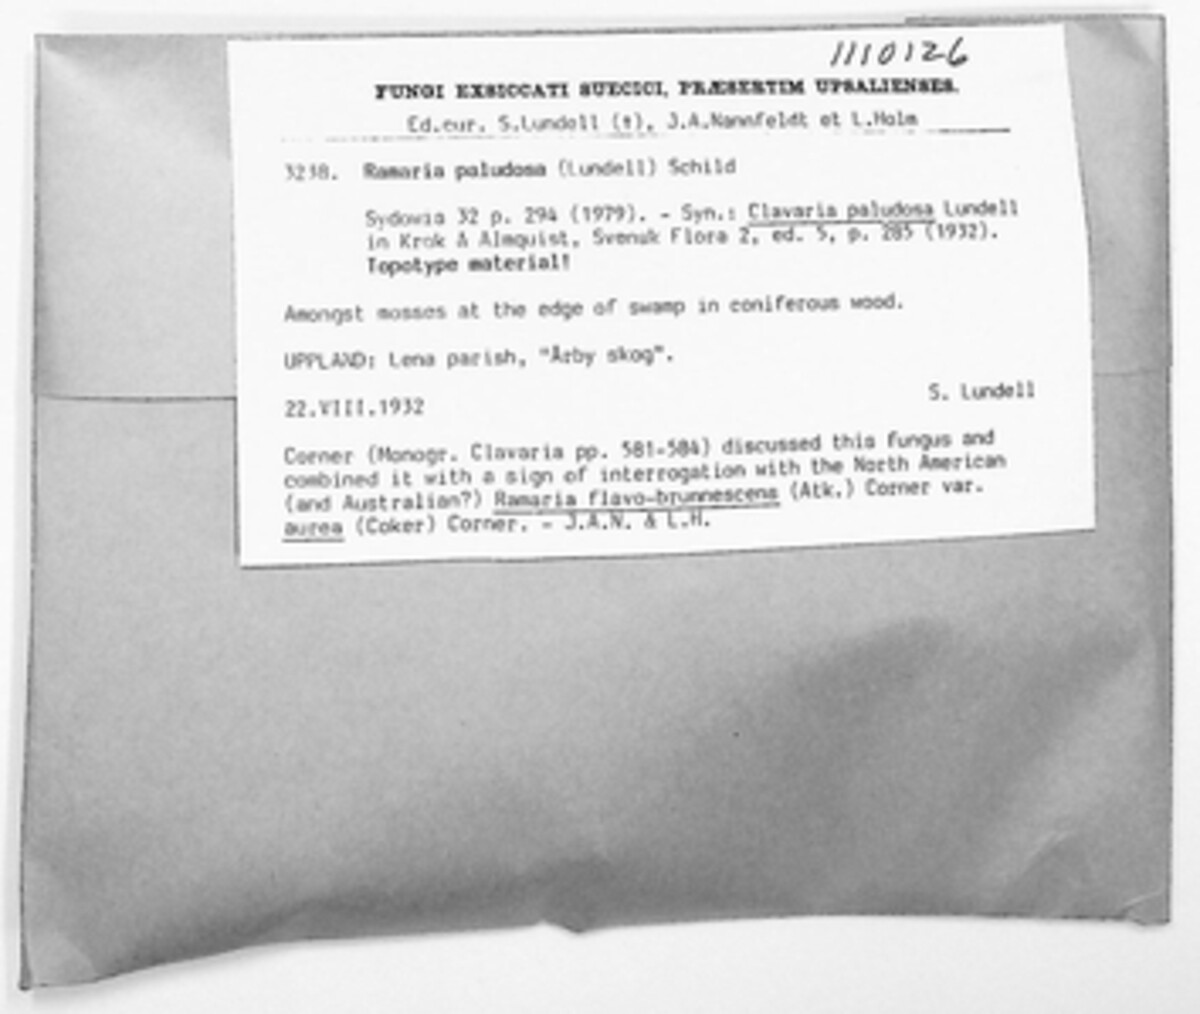 1110126
FUNGI EXSICCATI SUECICI, PRÆSERTIM UPSALIENSES.
Ed.cur. S.Lundell (†), J.A.Nannfeldt et L.Holm
3238. Ramaria paludosa (Lundell) Schild
Sydowia 32 p. 294 (1979). - Syn.: Clavaria paludosa Lundell
in Krok & Almquist, Svensk Flora 2, ed. 5, p. 285 (1932).
Topotype material!
Amongst mosses at the edge of swamp in coniferous wood.
UPPLAND: Lena parish, "Årby skog".
22.VIII.1932
S. Lundell
Corner (Monogr. Clavaria pp. 581-584) discussed this fungus and
combined it with a sign of interrogation with the North American
(and Australian?) Ramaria flavo-brunnescens (Atk.) Corner var.
aurea (Coker) Corner. - J.A.N. & L.H.